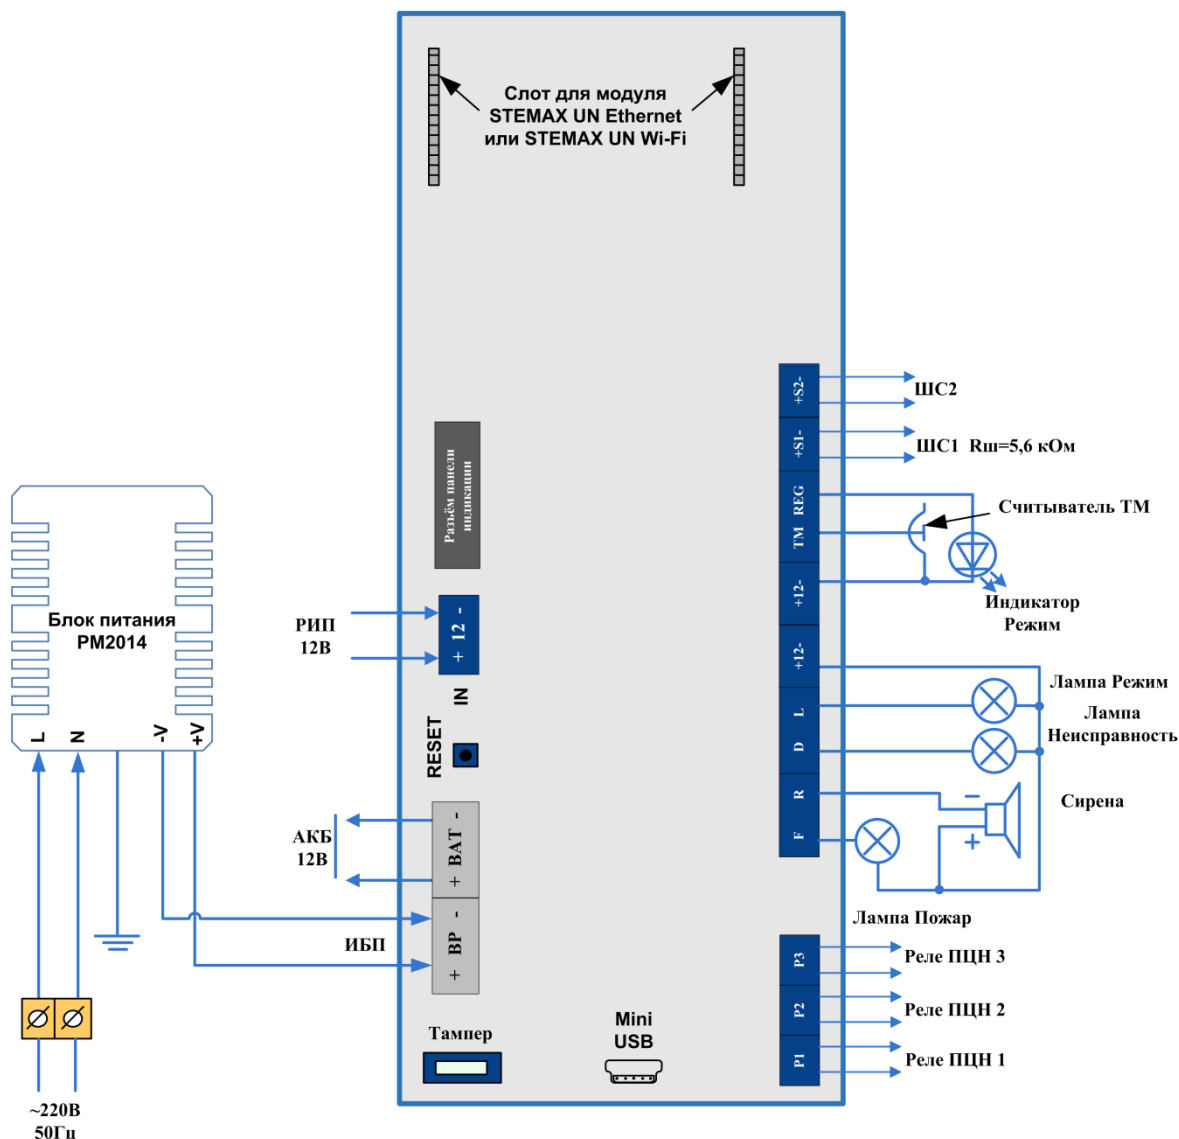 Слот для модуля
STEMAX UN Ethernet
или STEMAX UN Wi-Fi
+S2-
ШС2
+S1-
ШС1 Rш=5,6 кОм
REG
TM
Считыватель ТМ
+12-
Индикатор
Режим
Разъём панели
индикации
Блок питания
PM2014
L
N
-V
+V
РИП
12В
+ 12 -
IN
RESET
+12-
L
D
R
F
Лампа Режим
Лампа
Неисправность
−
+
Сирена
Лампа Пожар
АКБ
12В
+ BAT -
ИБП
+ BP -
P3
Реле ПЦН 3
P2
Реле ПЦН 2
P1
Реле ПЦН 1
Тампер
Mini
USB
~220В
50Гц